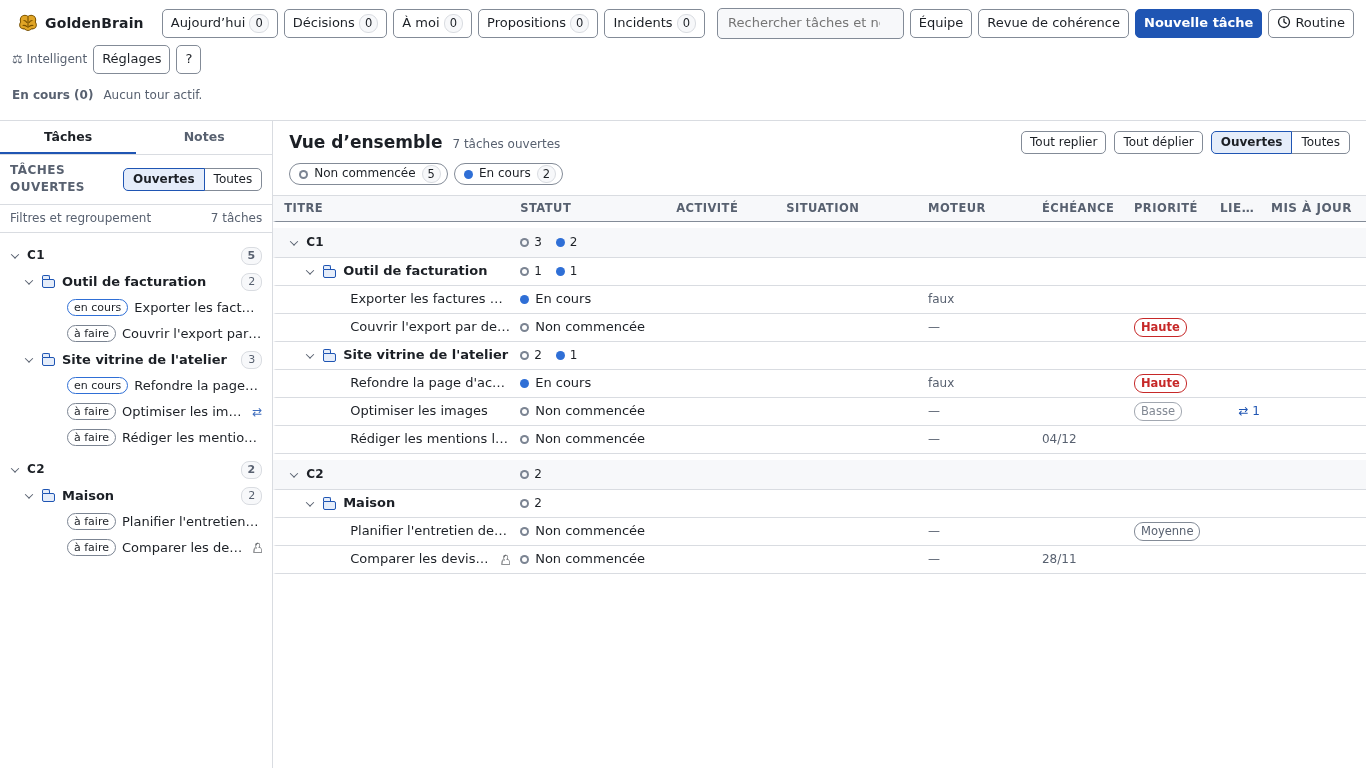 GoldenBrain Aujourd’hui 0 Décisions 0 À moi 0 Propositions 0 Incidents 0 Rechercher tâches et n Équipe Revue de cohérence Nouvelle tâche Routine
⚖ Intelligent Réglages ?
En cours (0) Aucun tour actif.
Tâches Notes
TÂCHES OUVERTES Ouvertes Toutes
Filtres et regroupement 7 tâches
C1 5
Outil de facturation 2
en cours Exporter les fact…
à faire Couvrir l'export par…
Site vitrine de l'atelier 3
en cours Refondre la page…
à faire Optimiser les im… ⇄
à faire Rédiger les mentio…
C2 2
Maison 2
à faire Planifier l'entretien…
à faire Comparer les de…
Vue d’ensemble 7 tâches ouvertes Tout replier Tout déplier Ouvertes Toutes
Non commencée 5 En cours 2
TITRE STATUT ACTIVITÉ SITUATION MOTEUR ÉCHÉANCE PRIORITÉ LIE… MIS À JOUR
C1 3 2
Outil de facturation 1 1
Exporter les factures … En cours faux
Couvrir l'export par de… Non commencée — Haute
Site vitrine de l'atelier 2 1
Refondre la page d'ac… En cours faux Haute
Optimiser les images Non commencée — Basse ⇄ 1
Rédiger les mentions l… Non commencée — 04/12
C2 2
Maison 2
Planifier l'entretien de… Non commencée — Moyenne
Comparer les devis… Non commencée — 28/11